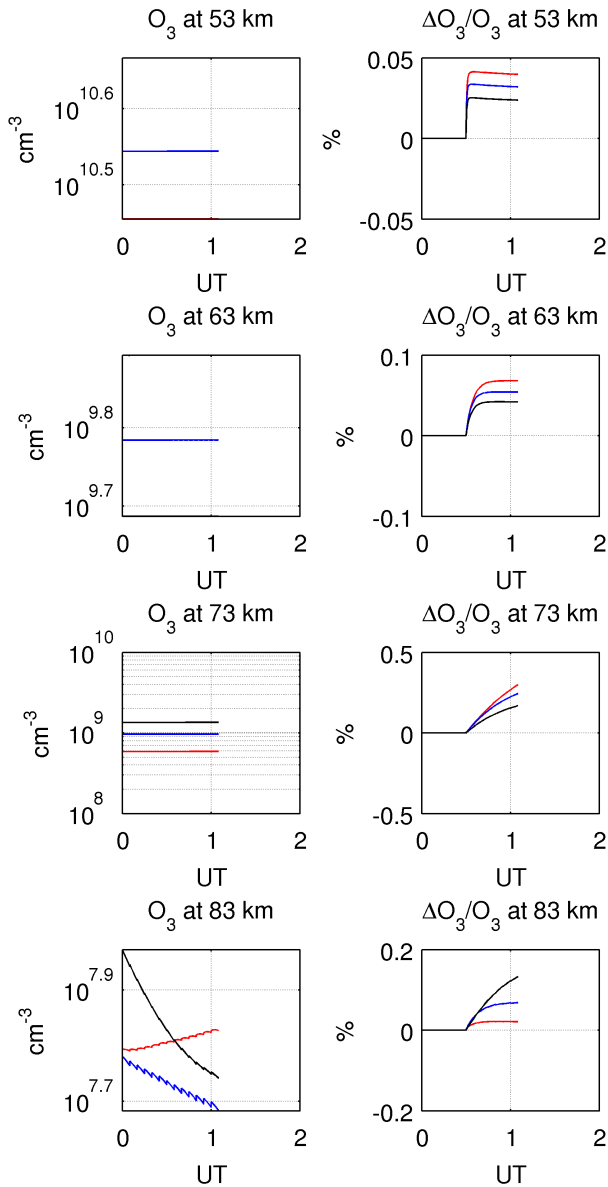 O3 at 53 km
ΔO3/O3 at 53 km
10^10.6
10^10.5
cm-3
0 1 2
UT
0.05
0
-0.05
%
0 1 2
UT
O3 at 63 km
ΔO3/O3 at 63 km
10^9.8
10^9.7
cm-3
0 1 2
UT
0.1
0
-0.1
%
0 1 2
UT
O3 at 73 km
ΔO3/O3 at 73 km
10^10
10^9
10^8
cm-3
0 1 2
UT
0.5
0
-0.5
%
0 1 2
UT
O3 at 83 km
ΔO3/O3 at 83 km
10^7.9
10^7.7
cm-3
0 1 2
UT
0.2
0
-0.2
%
0 1 2
UT